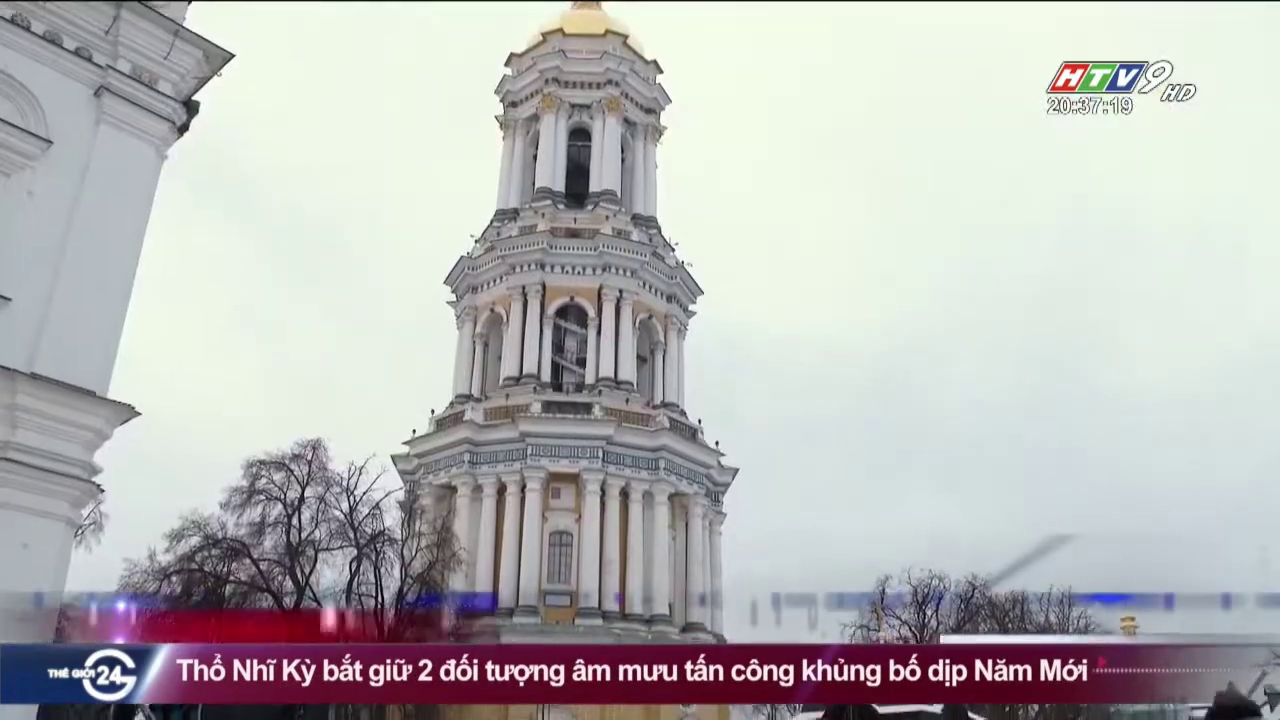 HTV9 HD
20:37:19
THẾ GIỚI 24G Thổ Nhĩ Kỳ bắt giữ 2 đối tượng âm mưu tấn công khủng bố dịp Năm Mới